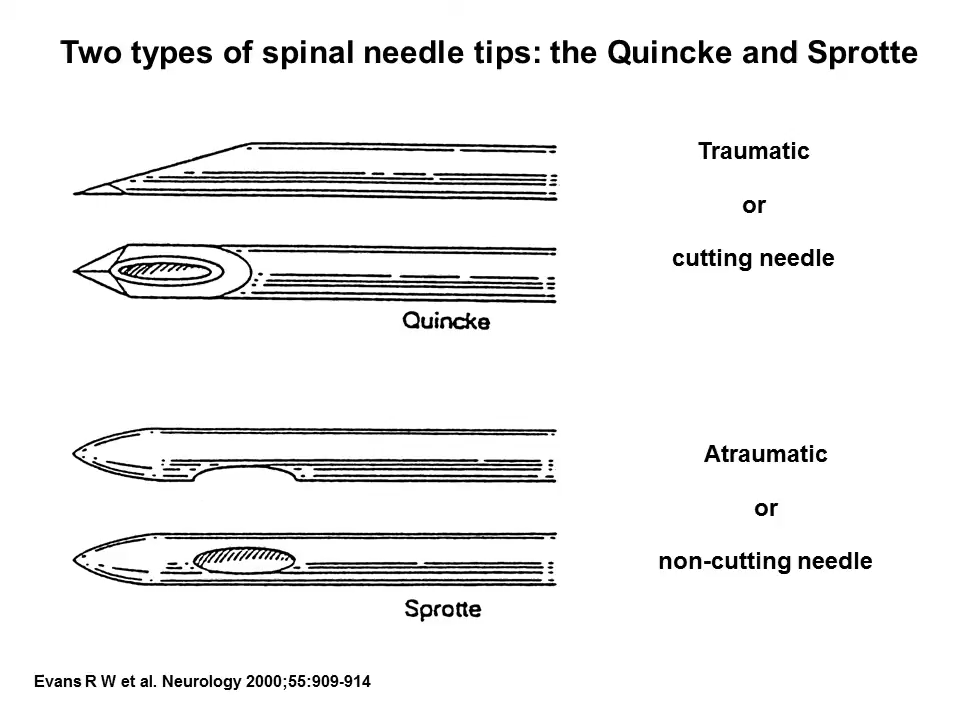 Two types of spinal needle tips: the Quincke and Sprotte
Traumatic
or
cutting needle
Quincke
Atraumatic
or
non-cutting needle
Sprotte
Evans R W et al. Neurology 2000;55:909-914